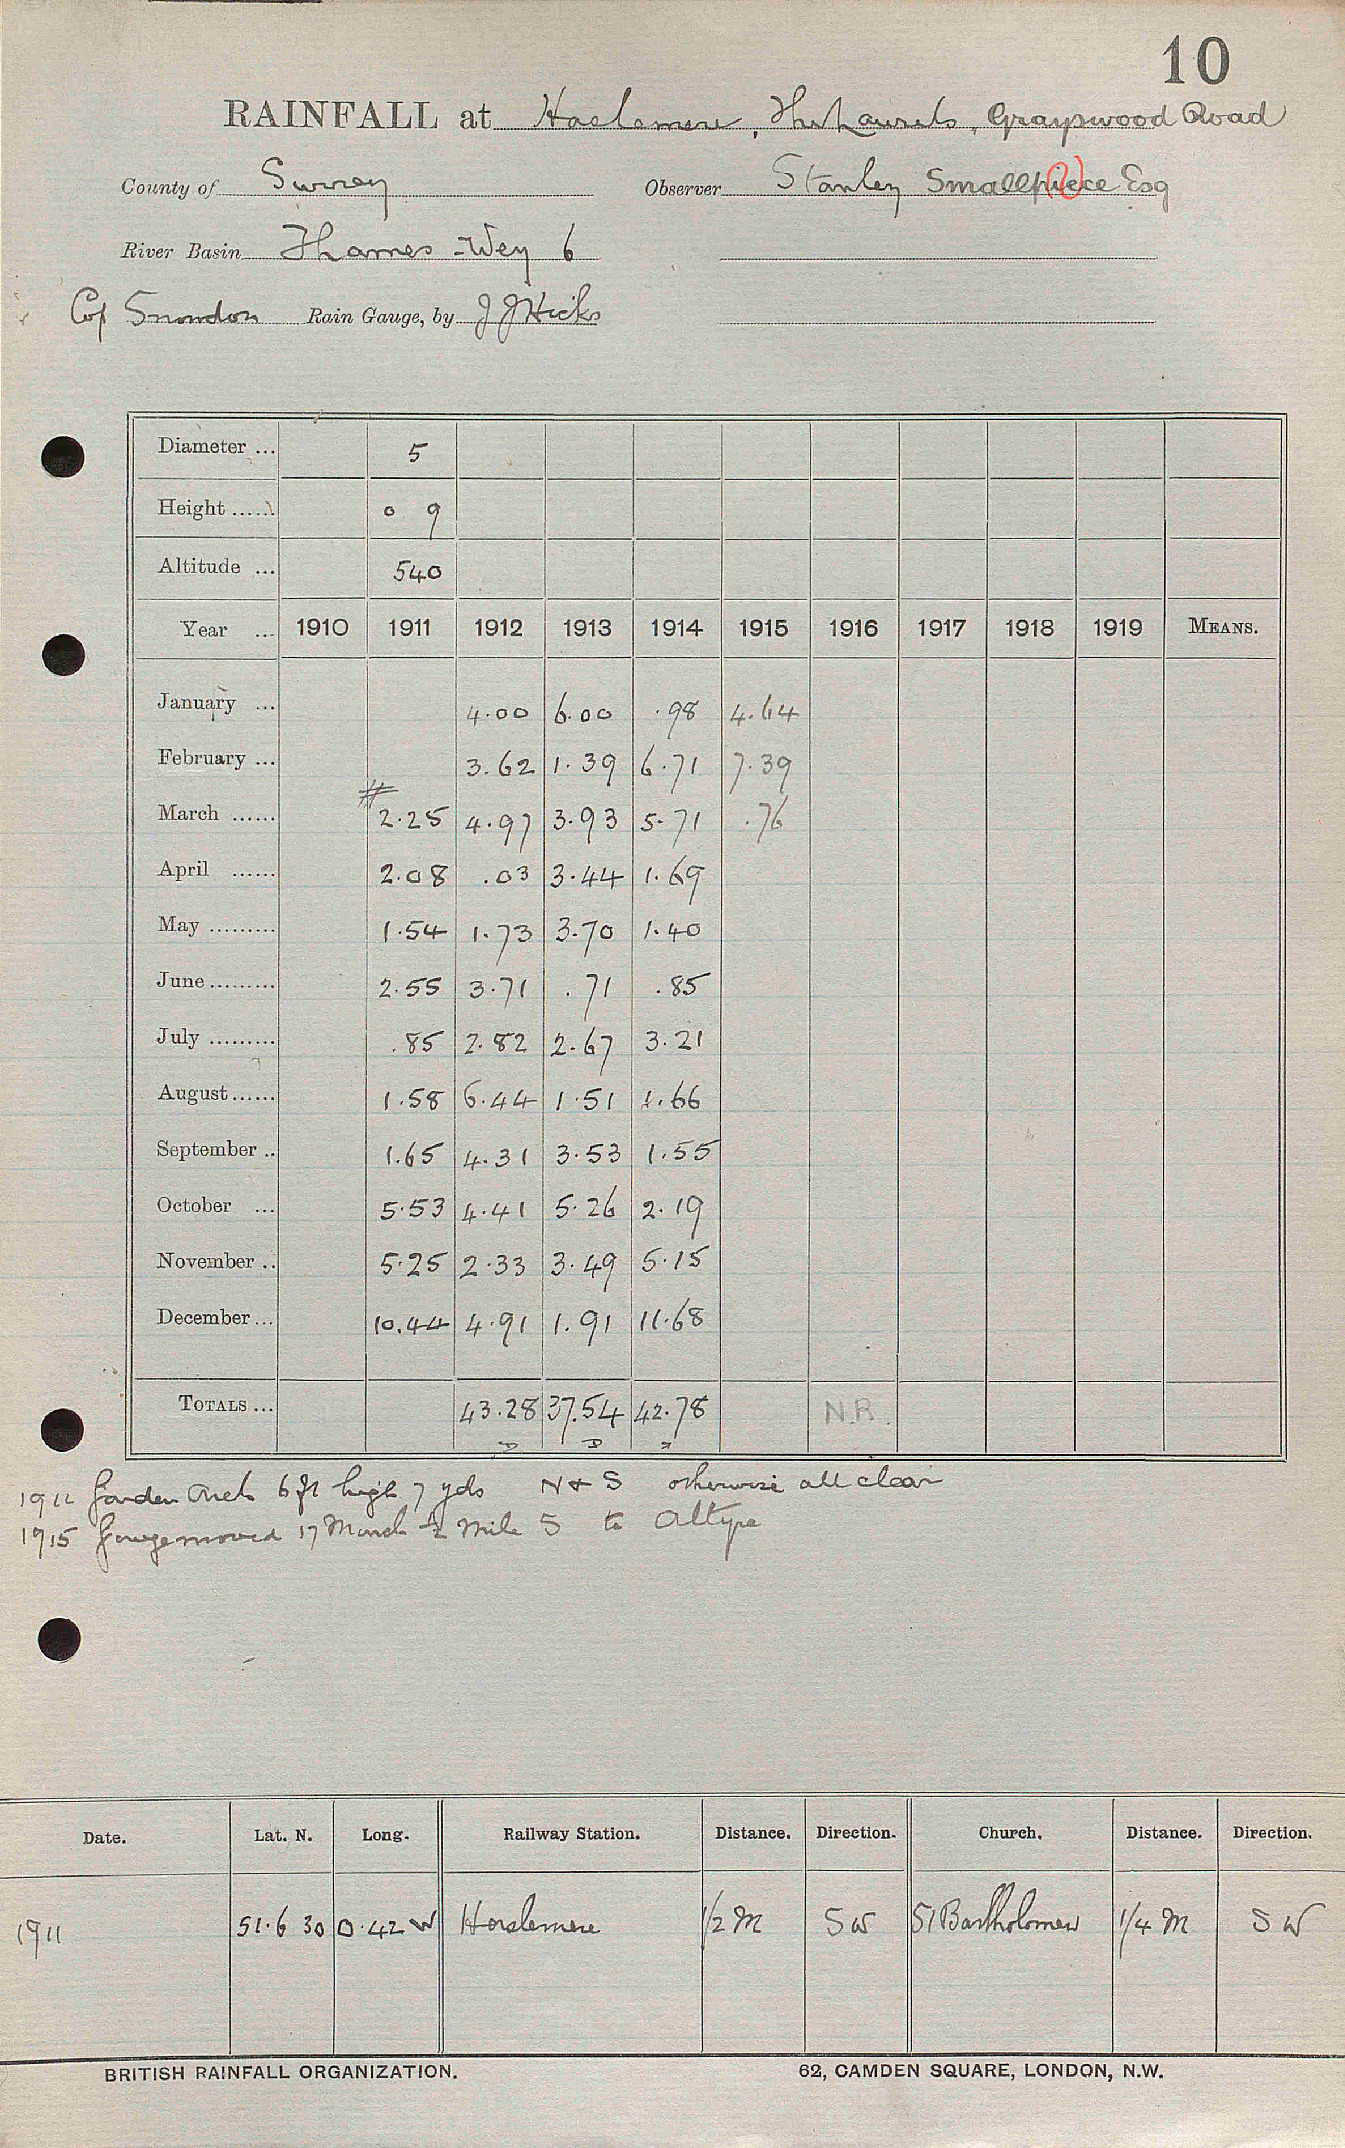 10
RAINFALL at Haslemere, The Laurels, Grayswood Road
County of Surrey Observer Stanley Smallpiece Esq (?)
River Basin Thames - Wey 6
Cop Snowdon Rain Gauge, by J J Hicks
Diameter ... 5
Height ...... 0 9
Altitude ... 540
Year ... 1910 1911 1912 1913 1914 1915 1916 1917 1918 1919 MEANS.
January ... 4.00 6.00 .98 4.64
February ... 3.62 1.39 6.71 7.39
#
March ...... 2.25 4.97 3.93 5.71 .76
April ...... 2.08 .03 3.44 1.69
May ......... 1.54 1.73 3.70 1.40
June ......... 2.55 3.71 .71 .85
July ......... .85 2.82 2.67 3.21
August ...... 1.58 6.44 1.51 1.66
September .. 1.65 4.31 3.53 1.55
October ... 5.53 4.41 5.26 2.19
November .. 5.25 2.33 3.49 5.15
December ... 10.44 4.91 1.91 11.68
TOTALS ... 43.28 37.54 42.78 N.R.
1912 Garden Arch 6 ft high 7 yds N & S otherwise all clear
1915 Gauge moved 17 March ½ mile S to Altype
Date. Lat. N. Long. Railway Station. Distance. Direction. Church. Distance. Direction.
1911 51.6 30 0.42 W Haslemere 1/2 M SW St Bartholomew 1/4 M SW
BRITISH RAINFALL ORGANIZATION. 62, CAMDEN SQUARE, LONDON, N.W.